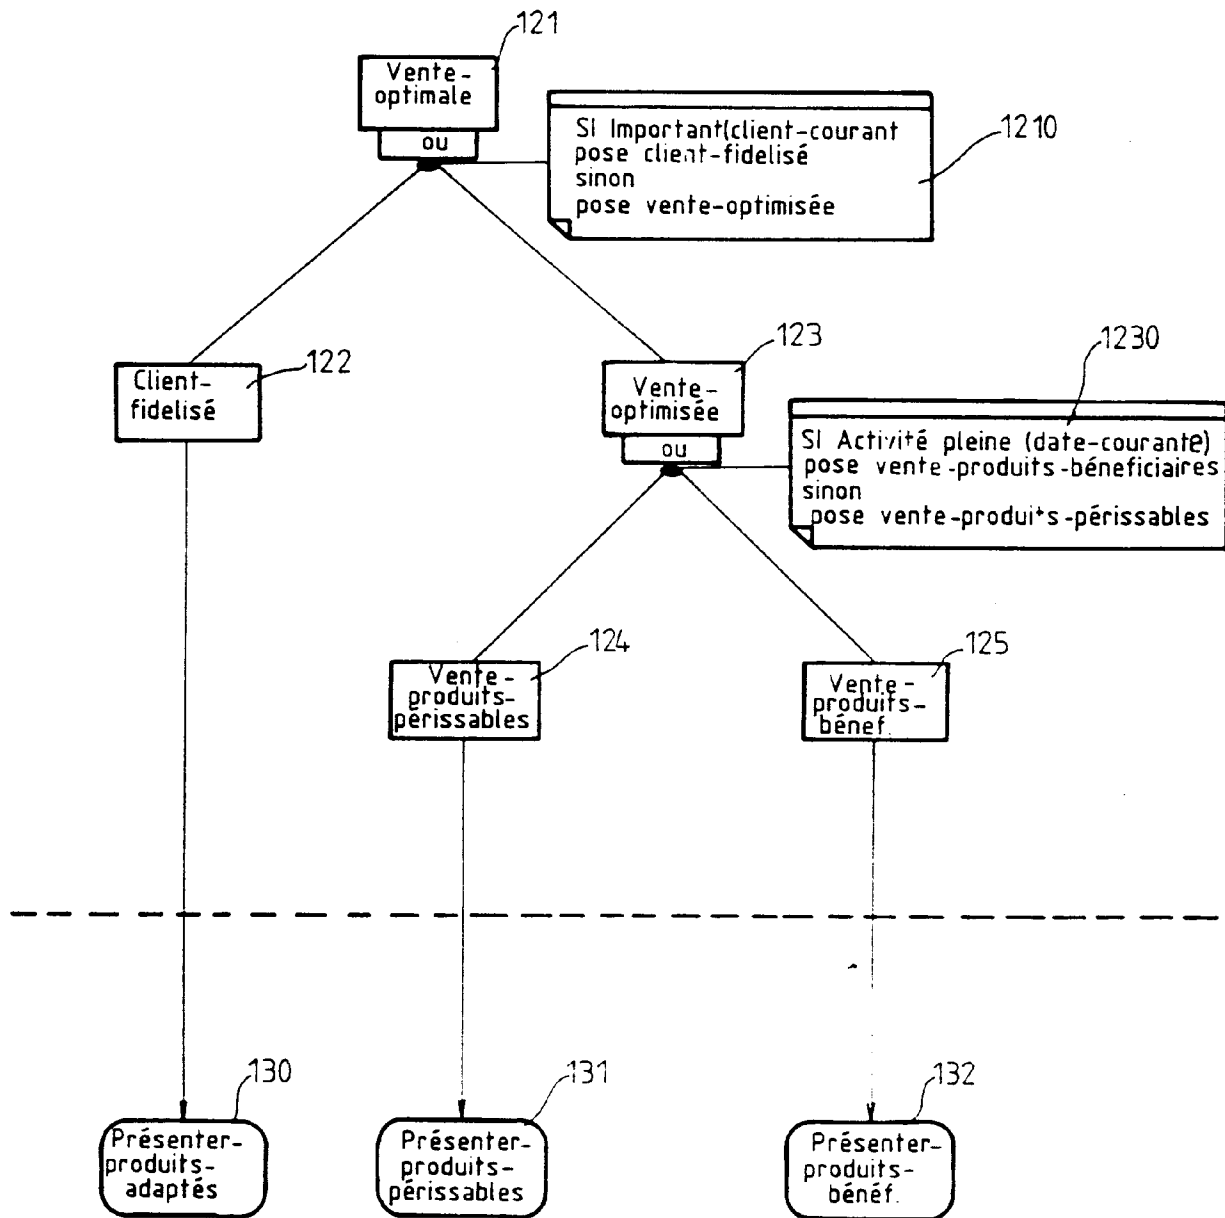 121
Vente-
optimale
ou
SI Important(client-courant
pose client-fidelisé
sinon
pose vente-optimisée
1210
122
Client-
fidelisé
123
Vente-
optimisée
ou
1230
SI Activité pleine (date-courante)
pose vente-produits-béneficiaires
sinon
pose vente-produits-périssables
124
Vente-
produits-
périssables
125
Vente-
produits-
bénef.
130
Présenter-
produits-
adaptés
131
Présenter-
produits-
périssables
132
Présenter-
produits-
bénéf.